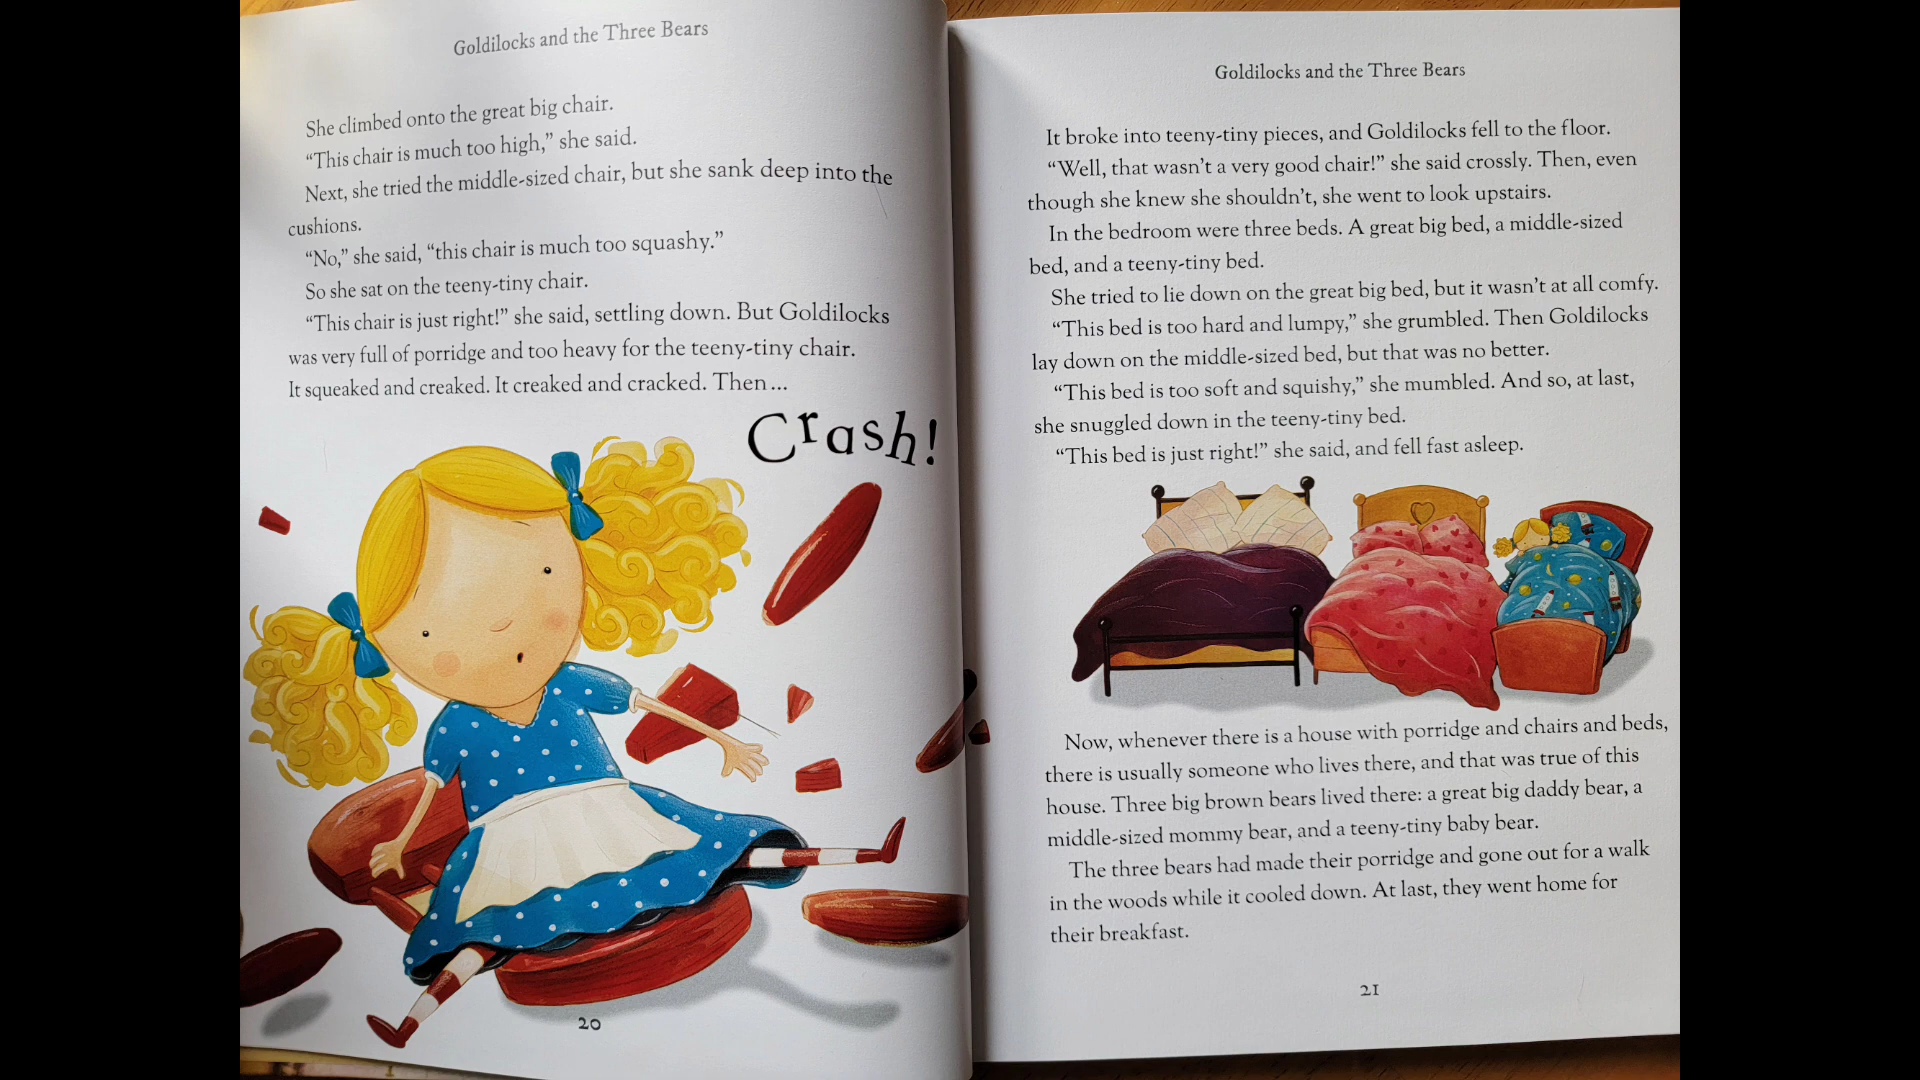 Goldilocks and the Three Bears
She climbed onto the great big chair.
“This chair is much too high,” she said.
Next, she tried the middle-sized chair, but she sank deep into the
cushions.
“No,” she said, “this chair is much too squashy.”
So she sat on the teeny-tiny chair.
“This chair is just right!” she said, settling down. But Goldilocks
was very full of porridge and too heavy for the teeny-tiny chair.
It squeaked and creaked. It creaked and cracked. Then...
Crash!
20
Goldilocks and the Three Bears
It broke into teeny-tiny pieces, and Goldilocks fell to the floor.
“Well, that wasn’t a very good chair!” she said crossly. Then, even
though she knew she shouldn’t, she went to look upstairs.
In the bedroom were three beds. A great big bed, a middle-sized
bed, and a teeny-tiny bed.
She tried to lie down on the great big bed, but it wasn’t at all comfy.
“This bed is too hard and lumpy,” she grumbled. Then Goldilocks
lay down on the middle-sized bed, but that was no better.
“This bed is too soft and squishy,” she mumbled. And so, at last,
she snuggled down in the teeny-tiny bed.
“This bed is just right!” she said, and fell fast asleep.
Now, whenever there is a house with porridge and chairs and beds,
there is usually someone who lives there, and that was true of this
house. Three big brown bears lived there: a great big daddy bear, a
middle-sized mommy bear, and a teeny-tiny baby bear.
The three bears had made their porridge and gone out for a walk
in the woods while it cooled down. At last, they went home for
their breakfast.
21